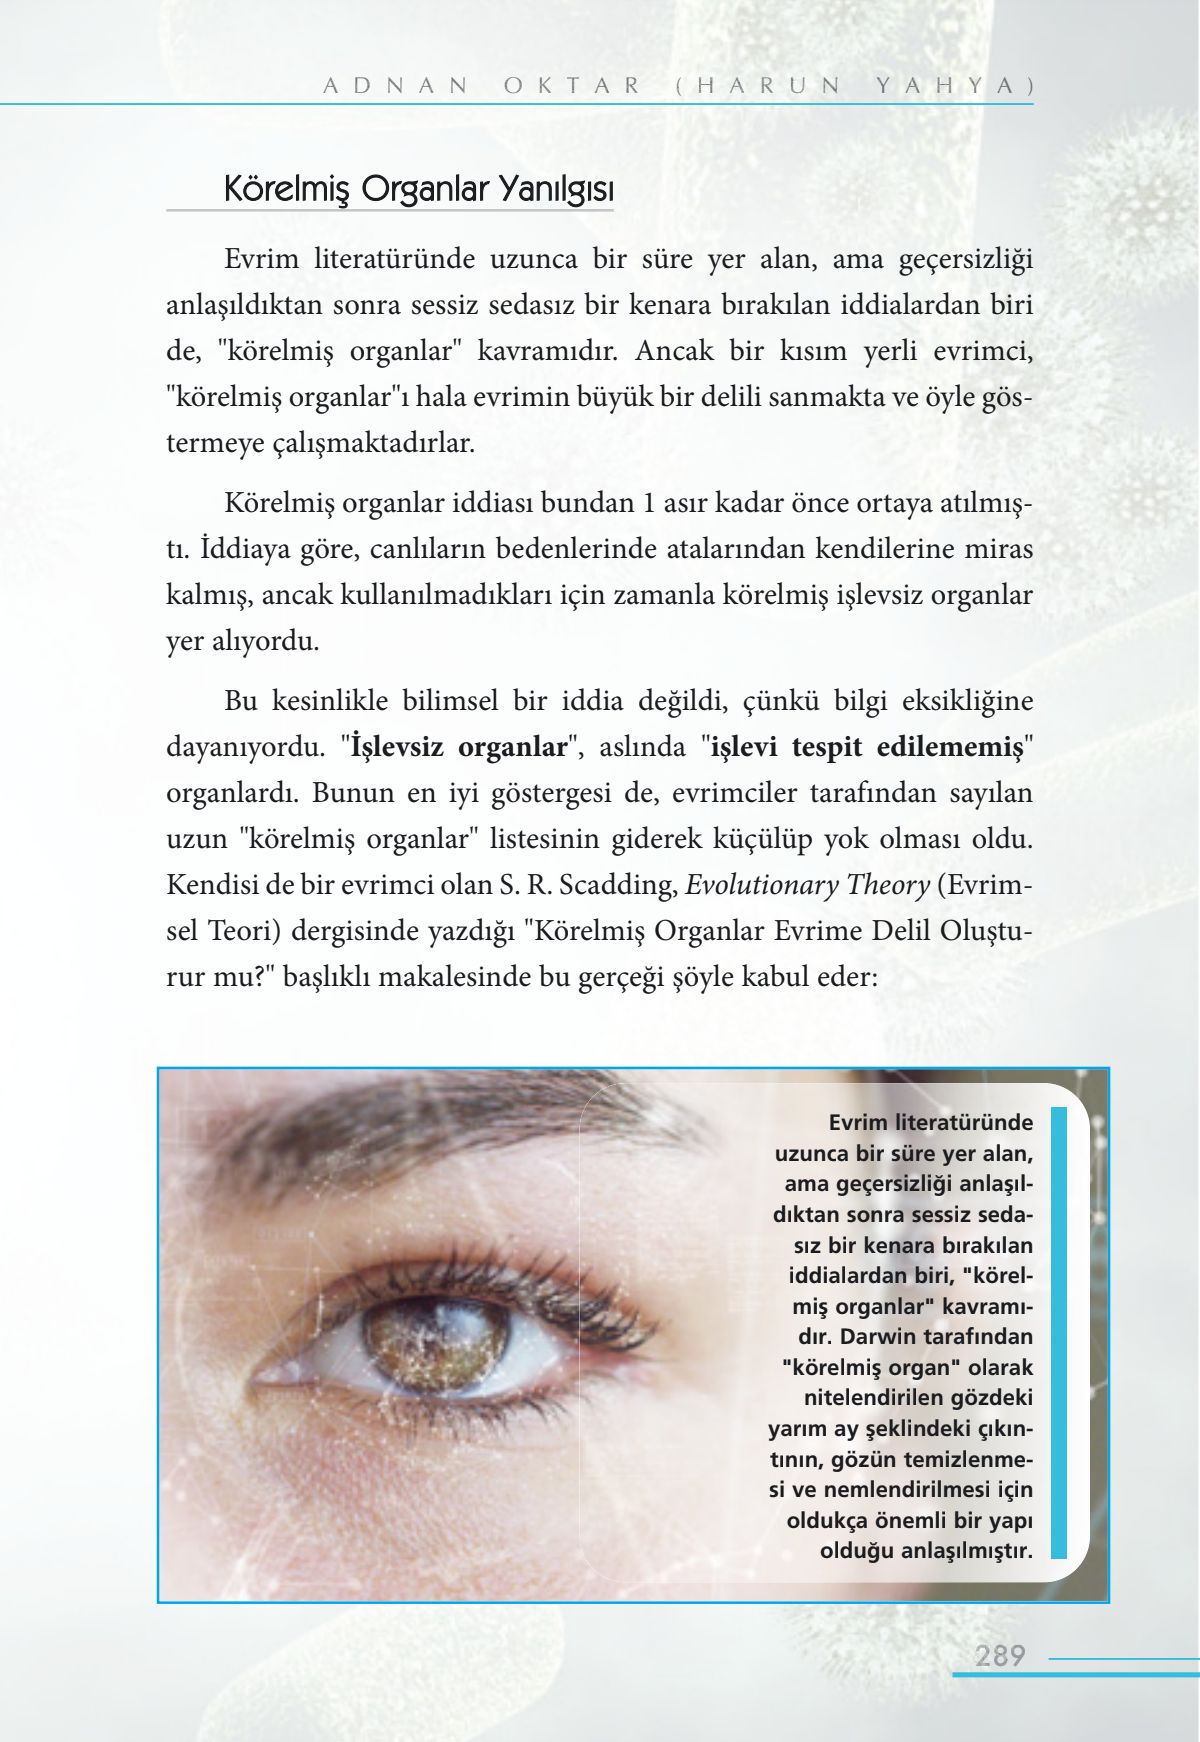 ADNAN OKTAR (HARUN YAHYA)
Körelmiş Organlar Yanılgısı
Evrim literatüründe uzunca bir süre yer alan, ama geçersizliği
anlaşıldıktan sonra sessiz sedasız bir kenara bırakılan iddialardan biri
de, "körelmiş organlar" kavramıdır. Ancak bir kısım yerli evrimci,
"körelmiş organlar"ı hala evrimin büyük bir delili sanmakta ve öyle gös-
termeye çalışmaktadırlar.
Körelmiş organlar iddiası bundan 1 asır kadar önce ortaya atılmış-
tı. İddiaya göre, canlıların bedenlerinde atalarından kendilerine miras
kalmış, ancak kullanılmadıkları için zamanla körelmiş işlevsiz organlar
yer alıyordu.
Bu kesinlikle bilimsel bir iddia değildi, çünkü bilgi eksikliğine
dayanıyordu. "İşlevsiz organlar", aslında "işlevi tespit edilememiş"
organlardı. Bunun en iyi göstergesi de, evrimciler tarafından sayılan
uzun "körelmiş organlar" listesinin giderek küçülüp yok olması oldu.
Kendisi de bir evrimci olan S. R. Scadding, Evolutionary Theory (Evrim-
sel Teori) dergisinde yazdığı "Körelmiş Organlar Evrime Delil Oluştu-
rur mu?" başlıklı makalesinde bu gerçeği şöyle kabul eder:
Evrim literatüründe
uzunca bir süre yer alan,
ama geçersizliği anlaşıl-
dıktan sonra sessiz seda-
sız bir kenara bırakılan
iddialardan biri, "körel-
miş organlar" kavramı-
dır. Darwin tarafından
"körelmiş organ" olarak
nitelendirilen gözdeki
yarım ay şeklindeki çıkın-
tının, gözün temizlenme-
si ve nemlendirilmesi için
oldukça önemli bir yapı
olduğu anlaşılmıştır.
289